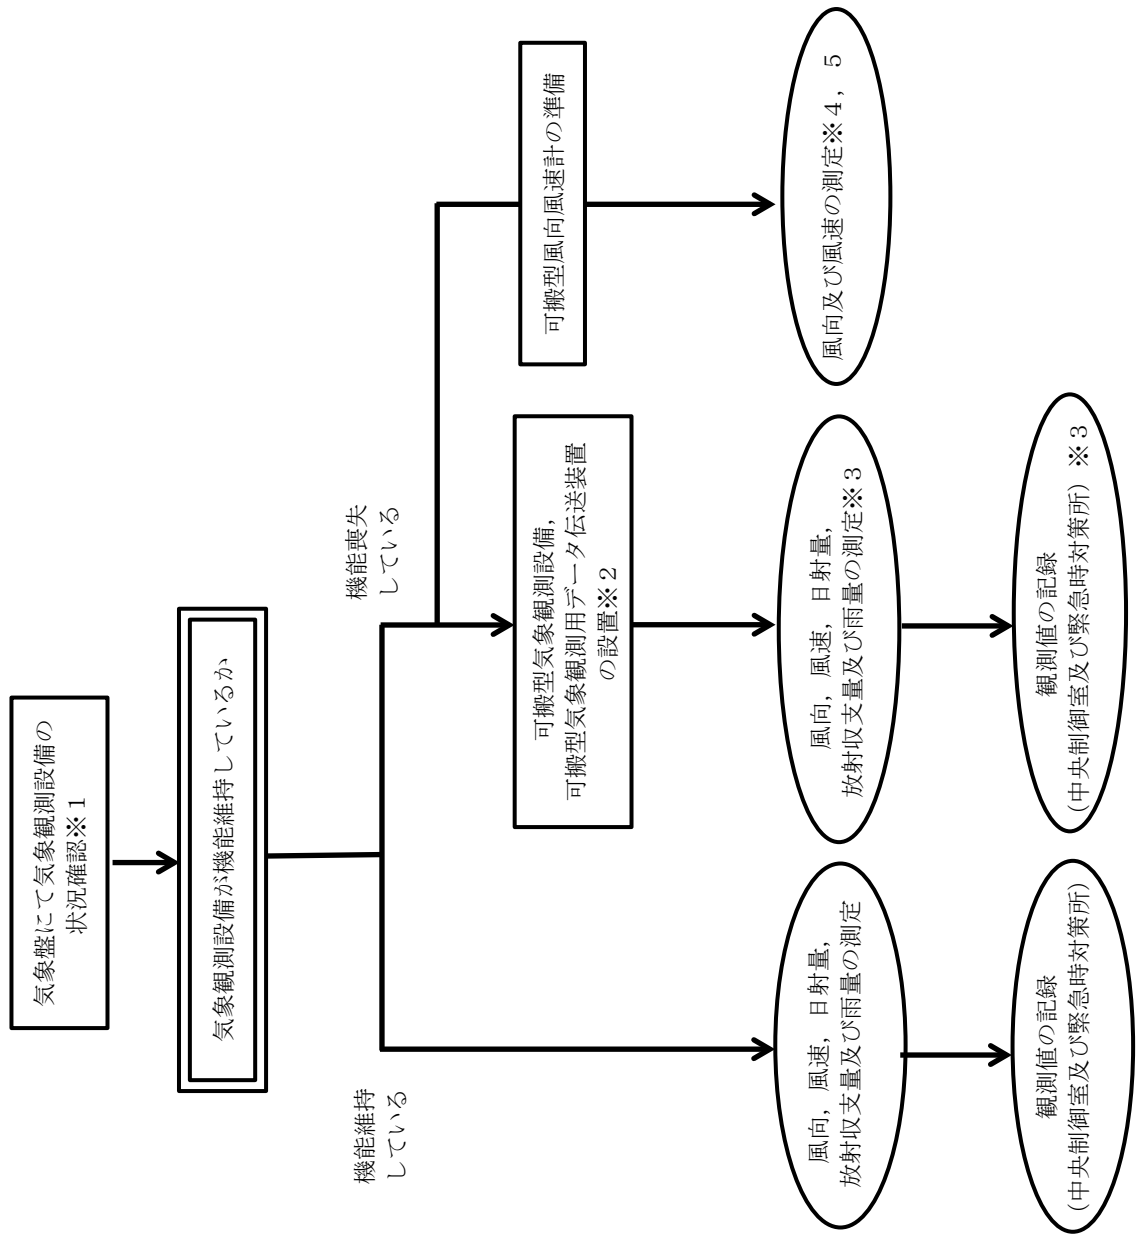 気象盤にて気象観測設備の
状況確認※１
気象観測設備が機能維持しているか
機能維持
している
機能喪失
している
風向，風速，日射量，
放射収支量及び雨量の測定
観測値の記録
（中央制御室及び緊急時対策所）
可搬型気象観測設備，
可搬型気象観測用データ伝送装置
の設置※２
風向，風速，日射量，
放射収支量及び雨量の測定※３
観測値の記録
（中央制御室及び緊急時対策所）※３
可搬型風向風速計の準備
風向及び風速の測定※４，５